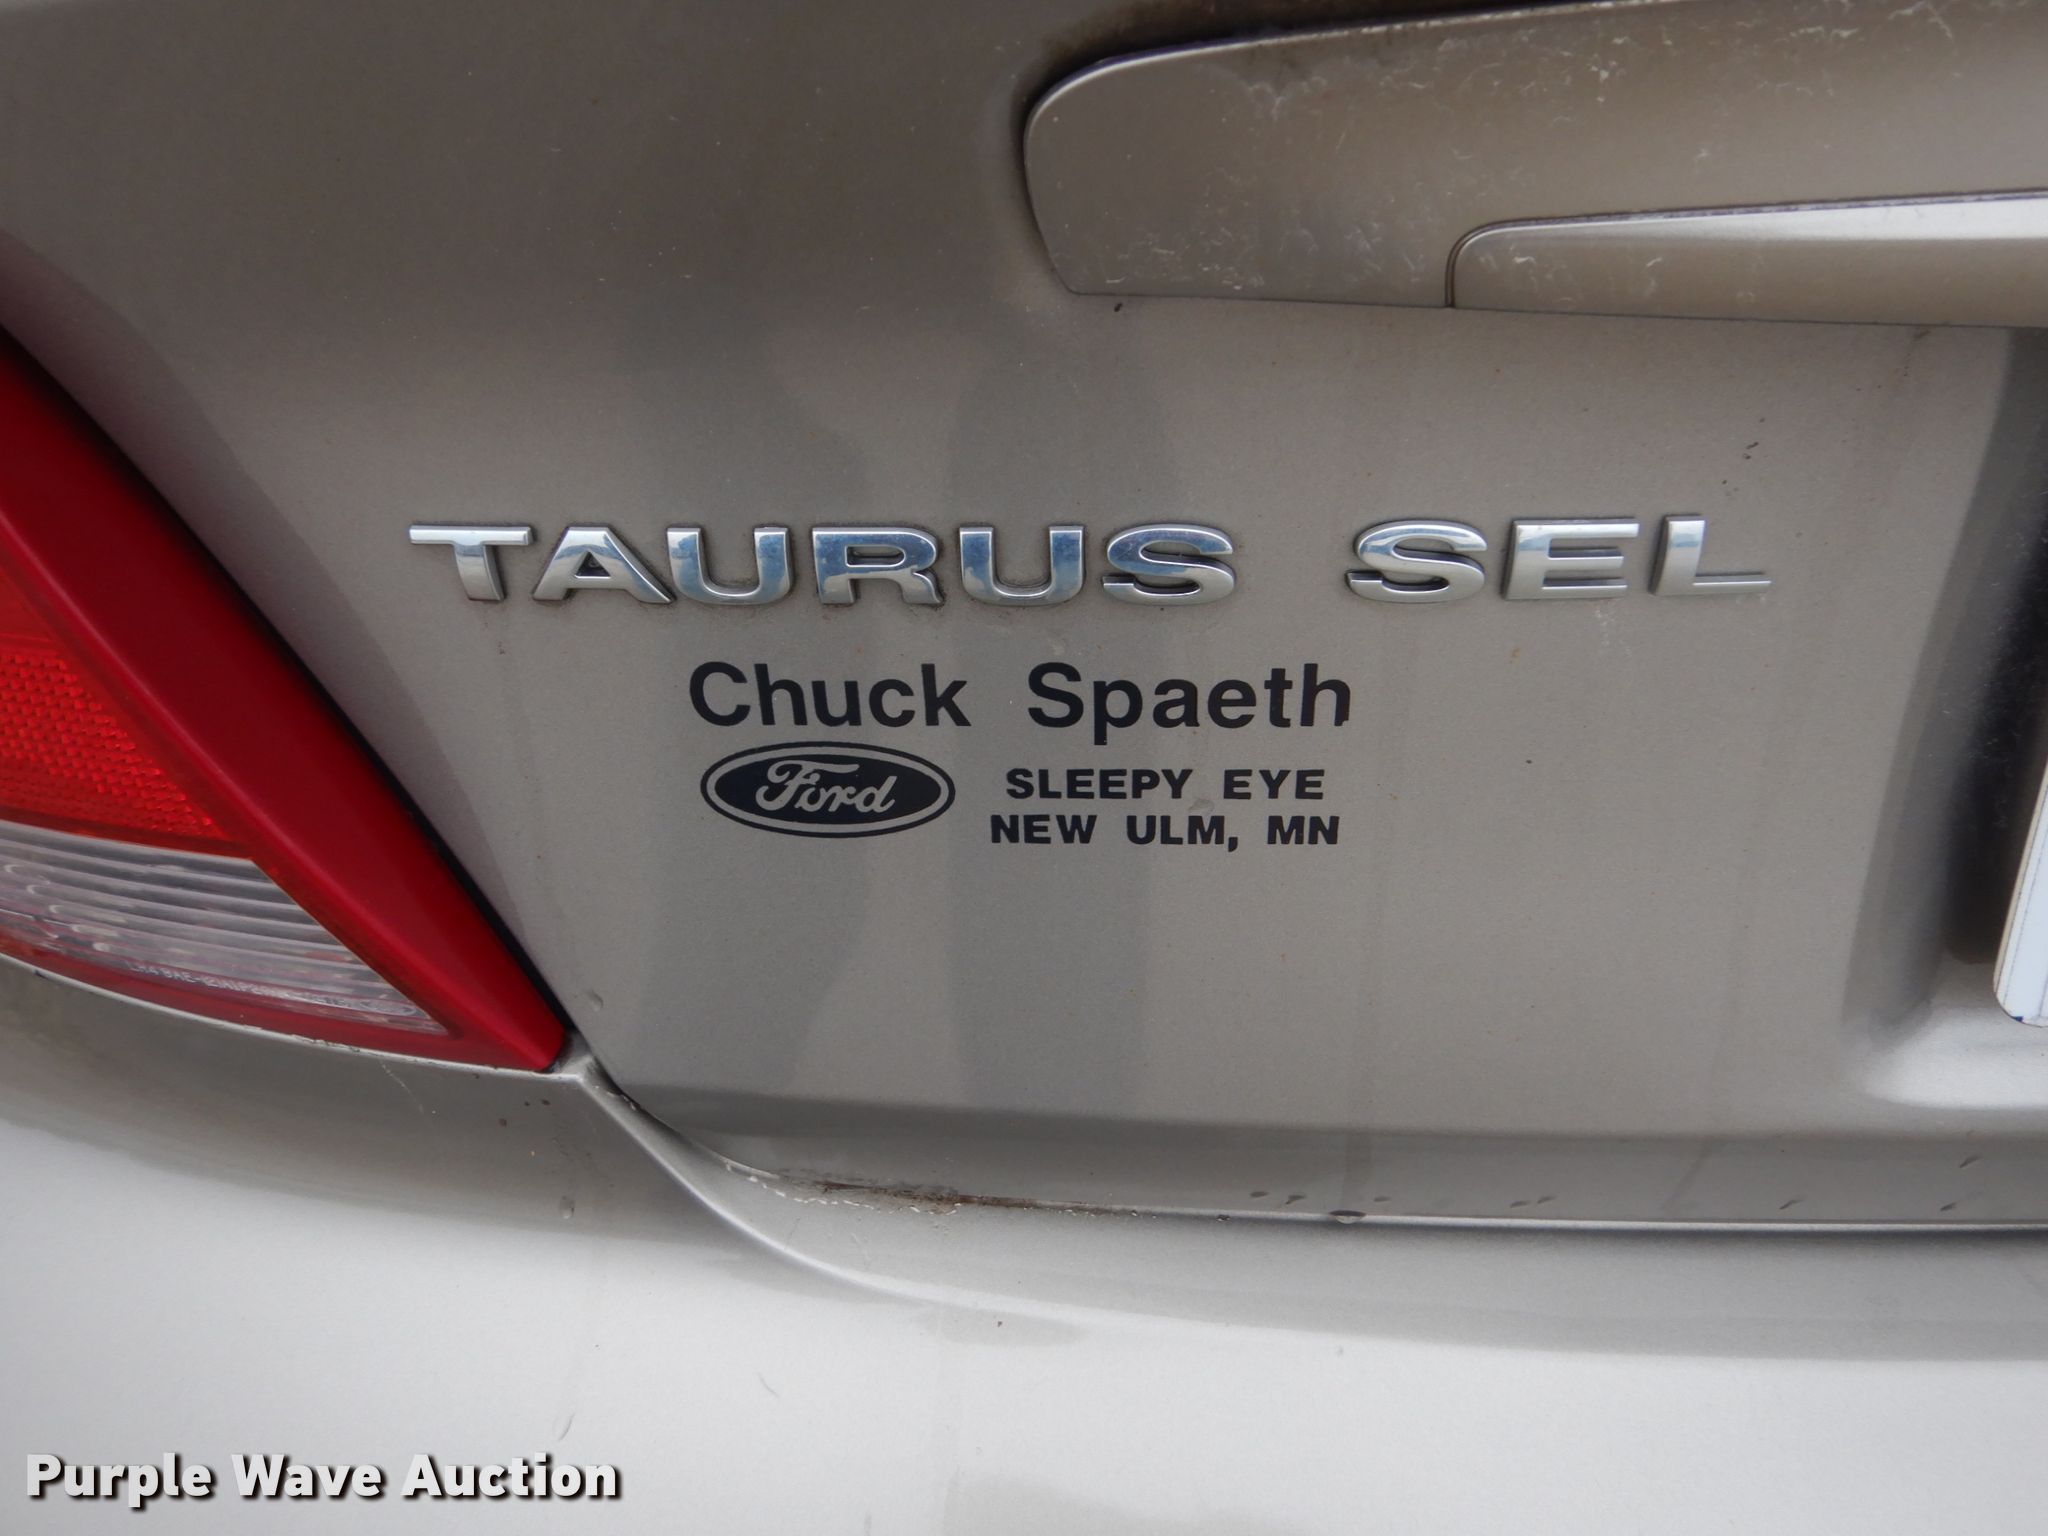 TAURUS SEL
Chuck Spaeth
Ford
SLEEPY EYE
NEW ULM, MN
Purple Wave Auction